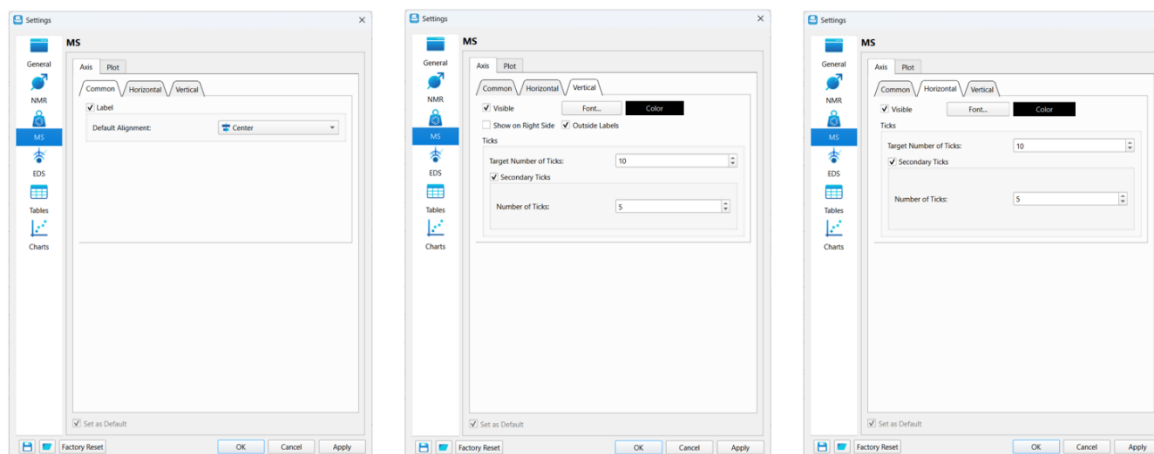 Settings
MS
General
NMR
MS
EDS
Tables
Charts
Axis Plot
Common Horizontal Vertical
Label
Default Alignment: Center
Set as Default
Factory Reset OK Cancel Apply
Settings
MS
General
NMR
MS
EDS
Tables
Charts
Axis Plot
Common Horizontal Vertical
Visible Font... Color
Show on Right Side Outside Labels
Ticks
Target Number of Ticks: 10
Secondary Ticks
Number of Ticks: 5
Set as Default
Factory Reset OK Cancel Apply
Settings
MS
General
NMR
MS
EDS
Tables
Charts
Axis Plot
Common Horizontal Vertical
Visible Font... Color
Ticks
Target Number of Ticks: 10
Secondary Ticks
Number of Ticks: 5
Set as Default
Factory Reset OK Cancel Apply